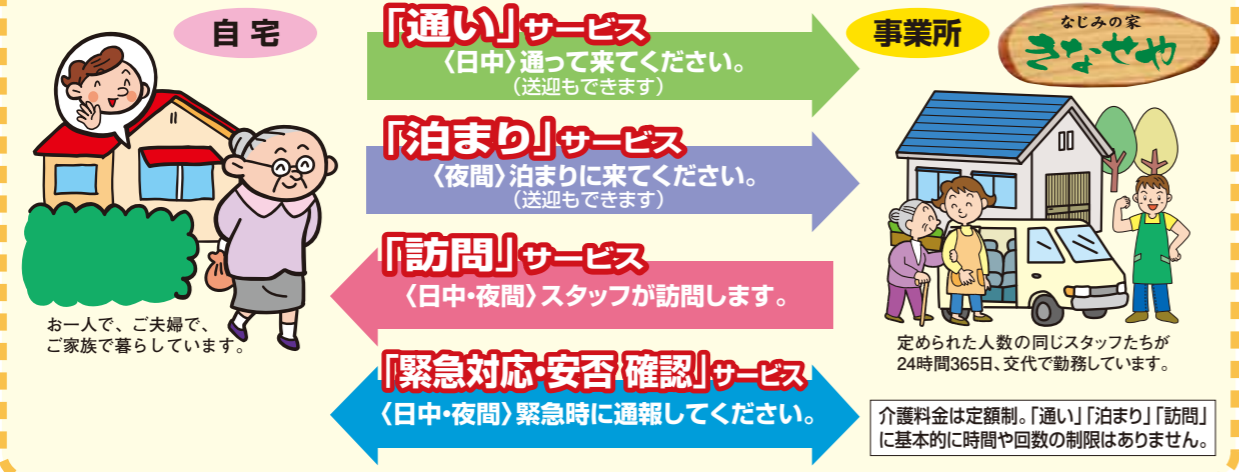 自宅
「通い」サービス
〈日中〉通って来てください。
（送迎もできます）
「泊まり」サービス
〈夜間〉泊まりに来てください。
（送迎もできます）
「訪問」サービス
〈日中・夜間〉スタッフが訪問します。
「緊急対応・安否 確認」サービス
〈日中・夜間〉緊急時に通報してください。
お一人で、ご夫婦で、
ご家族で暮らしています。
事業所
なじみの家
きなせや
定められた人数の同じスタッフたちが
24時間365日、交代で勤務しています。
介護料金は定額制。「通い」「泊まり」「訪問」
に基本的に時間や回数の制限はありません。